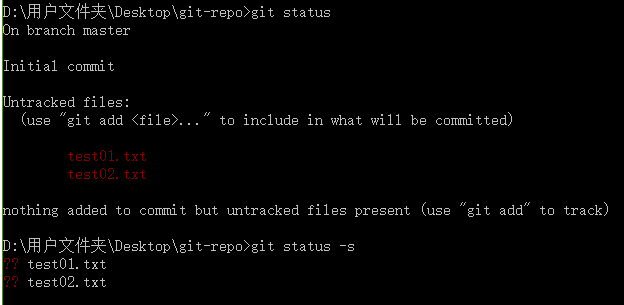 D:\用户文件夹\Desktop\git-repo>git status
On branch master
Initial commit
Untracked files:
  (use "git add <file>..." to include in what will be committed)
        test01.txt
        test02.txt
nothing added to commit but untracked files present (use "git add" to track)
D:\用户文件夹\Desktop\git-repo>git status -s
?? test01.txt
?? test02.txt